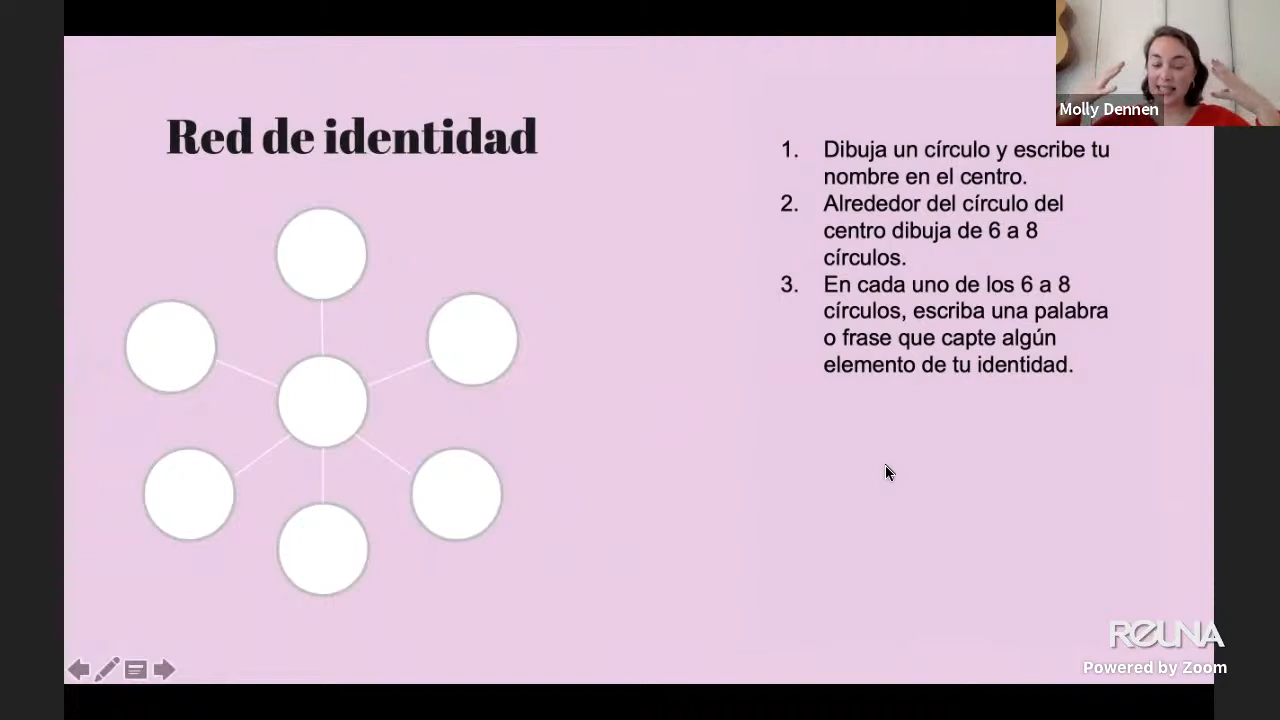 Molly Dennen
Red de identidad
1. Dibuja un círculo y escribe tu
nombre en el centro.
2. Alrededor del círculo del
centro dibuja de 6 a 8
círculos.
3. En cada uno de los 6 a 8
círculos, escriba una palabra
o frase que capte algún
elemento de tu identidad.
REUNA
Powered by Zoom